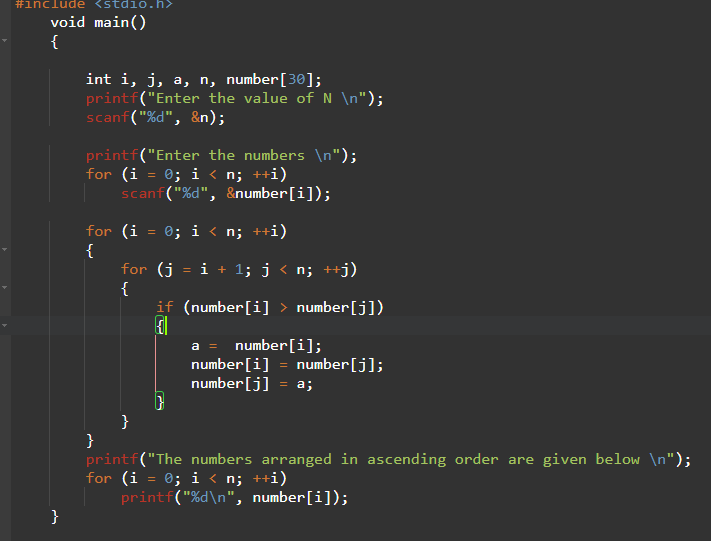 #include <stdio.h>
void main()
{
int i, j, a, n, number[30];
printf("Enter the value of N \n");
scanf("%d", &n);
printf("Enter the numbers \n");
for (i = 0; i < n; ++i)
scanf("%d", &number[i]);
for (i = 0; i < n; ++i)
{
for (j = i + 1; j < n; ++j)
{
if (number[i] > number[j])
{
a =  number[i];
number[i] = number[j];
number[j] = a;
}
}
}
printf("The numbers arranged in ascending order are given below \n");
for (i = 0; i < n; ++i)
printf("%d\n", number[i]);
}